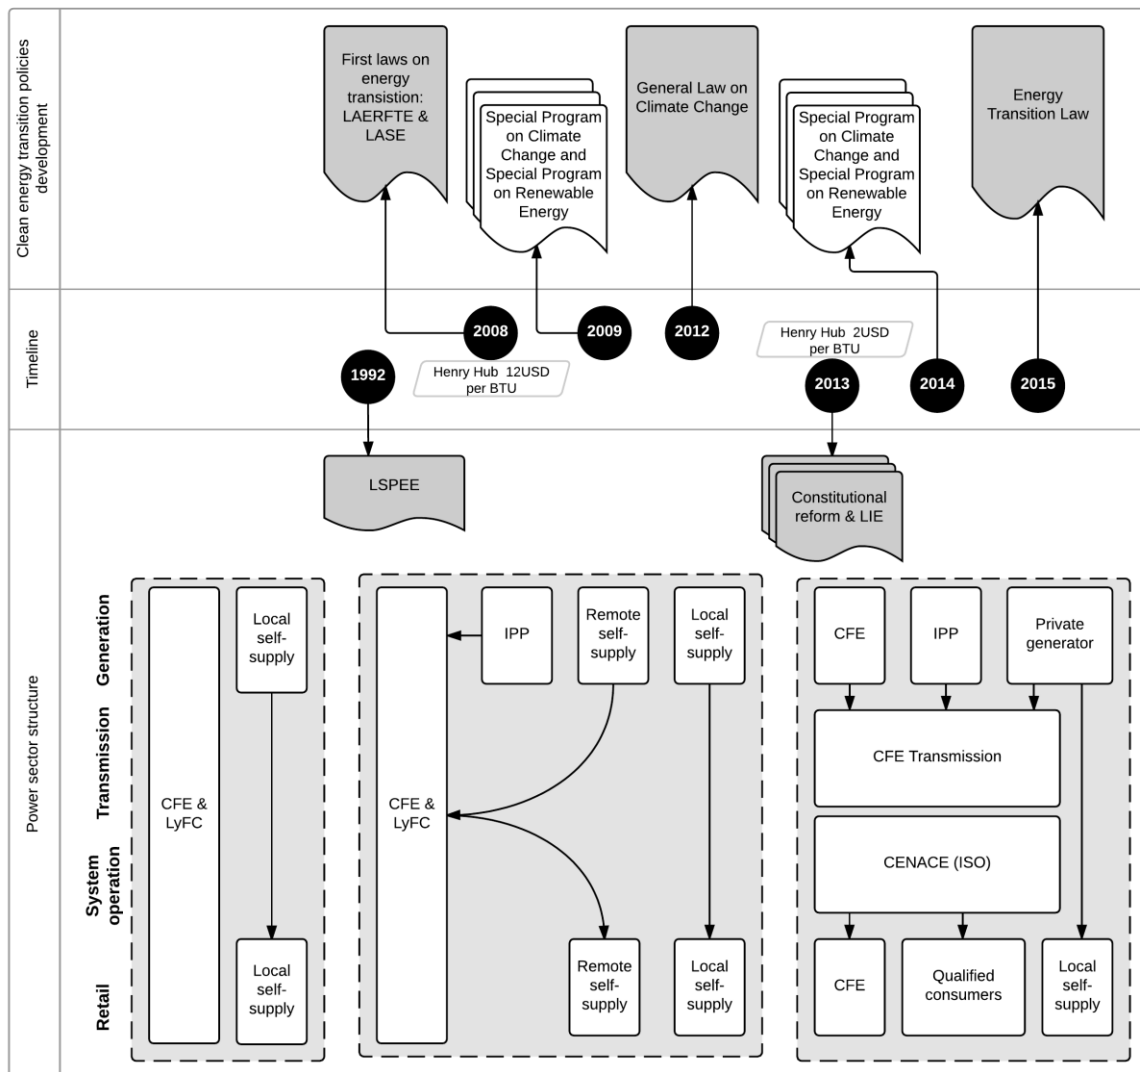 Clean energy transition policies
development
First laws on
energy
transistion:
LAERFTE &
LASE
Special Program
on Climate
Change and
Special Program
on Renewable
Energy
General Law on
Climate Change
Special Program
on Climate
Change and
Special Program
on Renewable
Energy
Energy
Transition Law
Timeline
1992
2008
Henry Hub 12USD
per BTU
2009
2012
Henry Hub 2USD
per BTU
2013
2014
2015
Power sector structure
LSPEE
Constitutional
reform & LIE
Generation
Transmission
System
operation
Retail
CFE &
LyFC
Local
self-
supply
Local
self-
supply
CFE &
LyFC
IPP
Remote
self-
supply
Local
self-
supply
Remote
self-
supply
Local
self-
supply
CFE
IPP
Private
generator
CFE Transmission
CENACE (ISO)
CFE
Qualified
consumers
Local
self-
supply